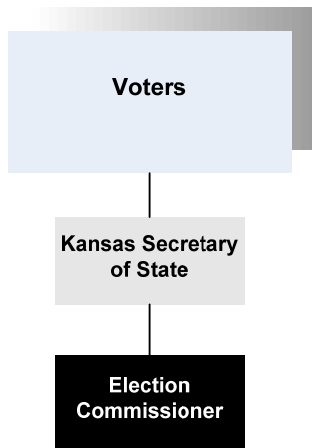 Voters
Kansas Secretary
of State
Election
Commissioner